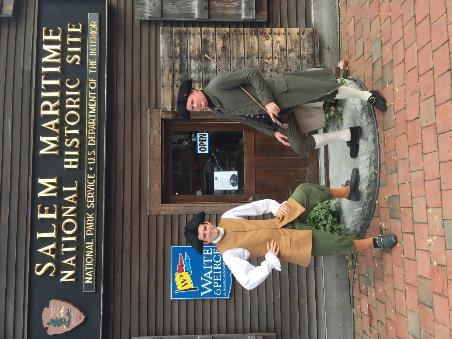 SALEM MARITIME
NATIONAL HISTORIC SITE
NATIONAL PARK SERVICE • U.S. DEPARTMENT OF THE INTERIOR
OPEN
WAITE
&PEIRCE